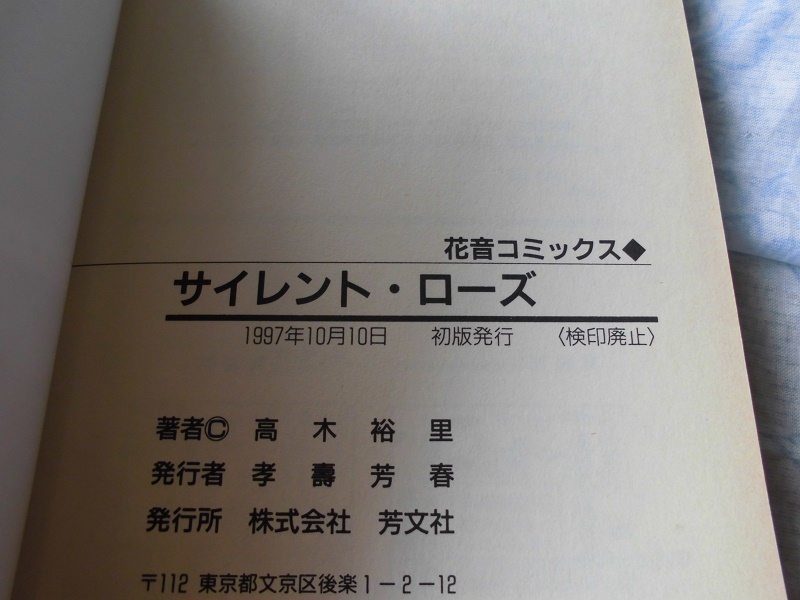 花音コミックス◆
サイレント・ローズ
1997年10月10日　初版発行　〈検印廃止〉
著者©　高木裕里
発行者　孝壽芳春
発行所　株式会社　芳文社
〒112 東京都文京区後楽1－2－12